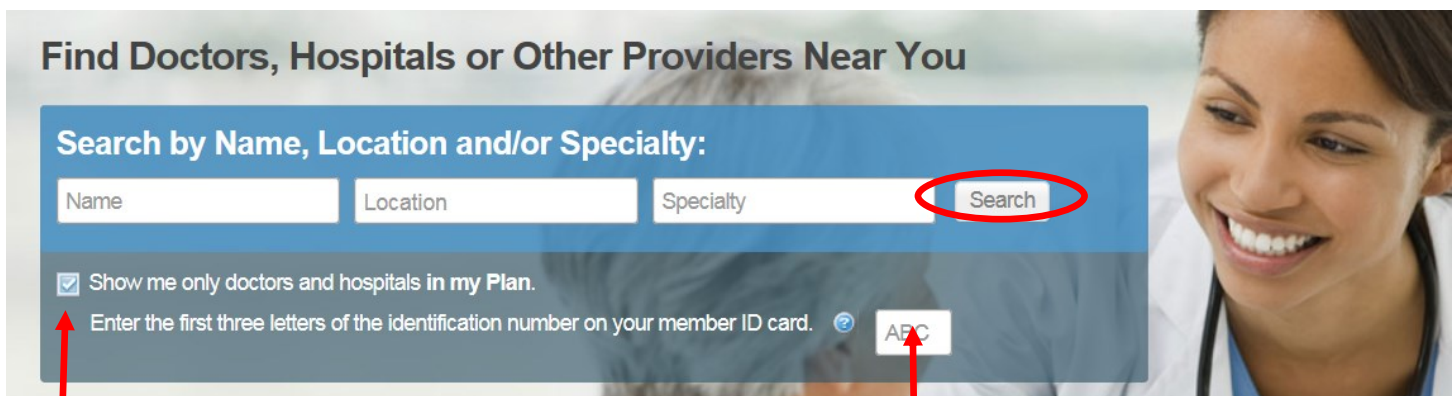 Find Doctors, Hospitals or Other Providers Near You
Search by Name, Location and/or Specialty:
Name Location Specialty Search
Show me only doctors and hospitals in my Plan.
Enter the first three letters of the identification number on your member ID card. ? ABC